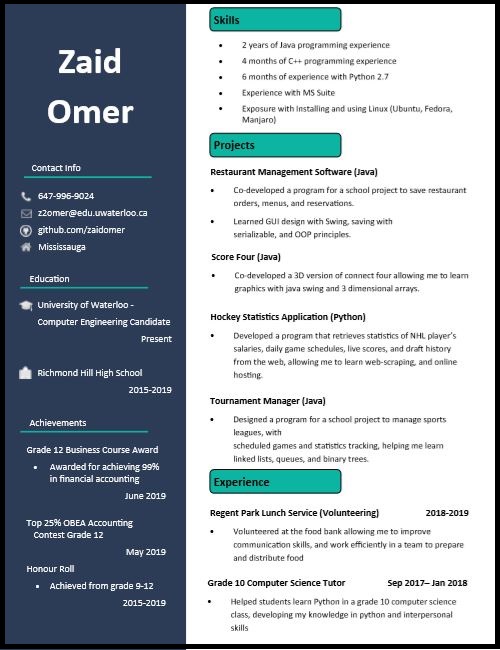 Zaid
Omer
Contact Info
647-996-9024
z2omer@edu.uwaterloo.ca
github.com/zaidomer
Mississauga
Education
University of Waterloo -
Computer Engineering Candidate
Present
Richmond Hill High School
2015-2019
Achievements
Grade 12 Business Course Award
• Awarded for achieving 99%
in financial accounting
June 2019
Top 25% OBEA Accounting
Contest Grade 12
May 2019
Honour Roll
• Achieved from grade 9-12
2015-2019
Skills
• 2 years of Java programming experience
• 4 months of C++ programming experience
• 6 months of experience with Python 2.7
• Experience with MS Suite
• Exposure with Installing and using Linux (Ubuntu, Fedora,
Manjaro)
Projects
Restaurant Management Software (Java)
• Co-developed a program for a school project to save restaurant
orders, menus, and reservations.
• Learned GUI design with Swing, saving with
serializable, and OOP principles.
Score Four (Java)
• Co-developed a 3D version of connect four allowing me to learn
graphics with java swing and 3 dimensional arrays.
Hockey Statistics Application (Python)
• Developed a program that retrieves statistics of NHL player's
salaries, daily game schedules, live scores, and draft history
from the web, allowing me to learn web-scraping, and online
hosting.
Tournament Manager (Java)
• Designed a program for a school project to manage sports
leagues, with
scheduled games and statistics tracking, helping me learn
linked lists, queues, and binary trees.
Experience
Regent Park Lunch Service (Volunteering) 2018-2019
• Volunteered at the food bank allowing me to improve
communication skills, and work efficiently in a team to prepare
and distribute food
Grade 10 Computer Science Tutor Sep 2017– Jan 2018
• Helped students learn Python in a grade 10 computer science
class, developing my knowledge in python and interpersonal
skills